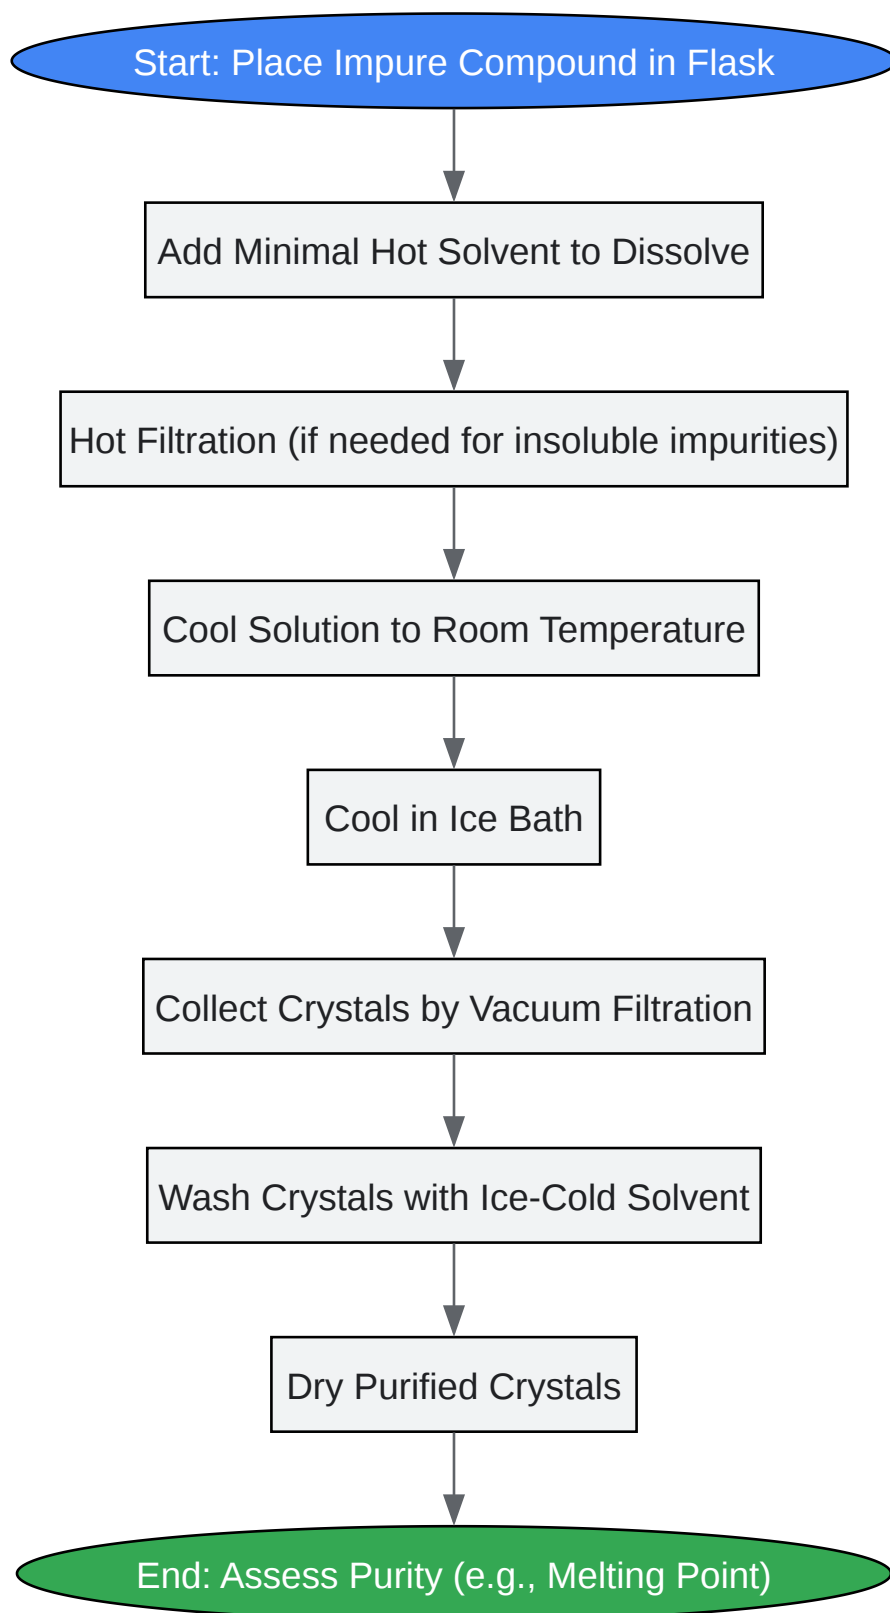 Start: Place Impure Compound in Flask
Add Minimal Hot Solvent to Dissolve
Hot Filtration (if needed for insoluble impurities)
Cool Solution to Room Temperature
Cool in Ice Bath
Collect Crystals by Vacuum Filtration
Wash Crystals with Ice-Cold Solvent
Dry Purified Crystals
End: Assess Purity (e.g., Melting Point)